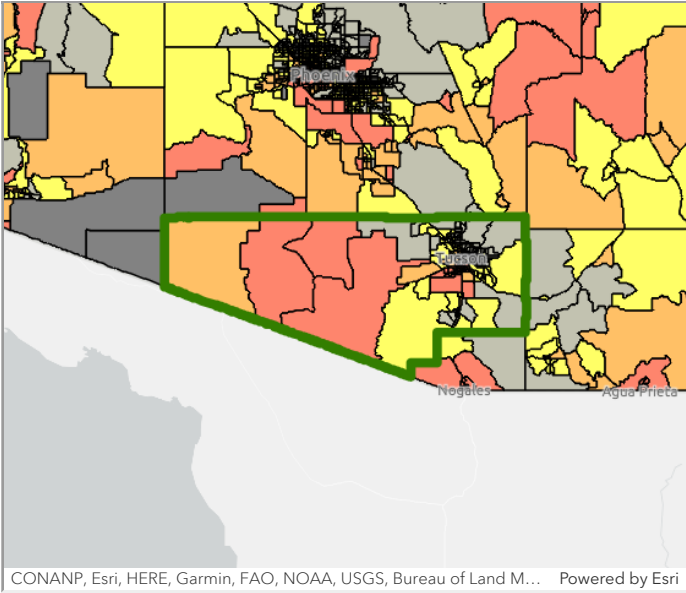 Phoenix
Tucson
Nogales
Agua Prieta
CONANP, Esri, HERE, Garmin, FAO, NOAA, USGS, Bureau of Land M... Powered by Esri